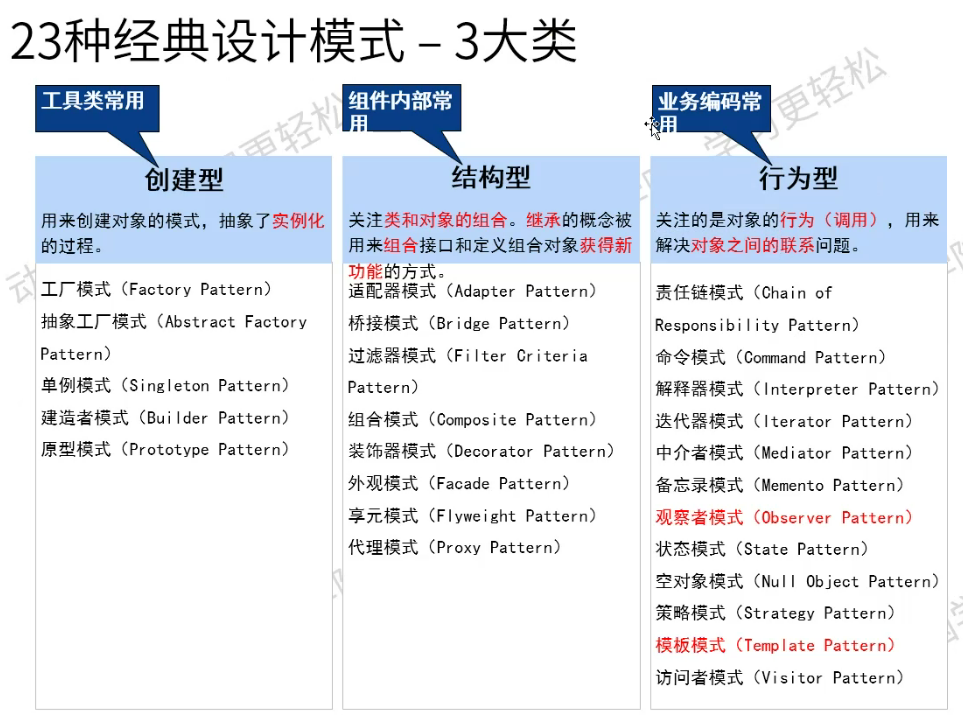 23种经典设计模式 – 3大类
工具类常用
创建型
用来创建对象的模式，抽象了实例化
的过程。
工厂模式（Factory Pattern）
抽象工厂模式（Abstract Factory
Pattern）
单例模式（Singleton Pattern）
建造者模式（Builder Pattern）
原型模式（Prototype Pattern）
组件内部常
用
结构型
关注类和对象的组合。继承的概念被
用来组合接口和定义组合对象获得新
功能的方式。
适配器模式（Adapter Pattern）
桥接模式（Bridge Pattern）
过滤器模式（Filter Criteria
Pattern）
组合模式（Composite Pattern）
装饰器模式（Decorator Pattern）
外观模式（Facade Pattern）
享元模式（Flyweight Pattern）
代理模式（Proxy Pattern）
业务编码常
用
行为型
关注的是对象的行为（调用），用来
解决对象之间的联系问题。
责任链模式（Chain of
Responsibility Pattern）
命令模式（Command Pattern）
解释器模式（Interpreter Pattern）
迭代器模式（Iterator Pattern）
中介者模式（Mediator Pattern）
备忘录模式（Memento Pattern）
观察者模式（Observer Pattern）
状态模式（State Pattern）
空对象模式（Null Object Pattern）
策略模式（Strategy Pattern）
模板模式（Template Pattern）
访问者模式（Visitor Pattern）
学习更轻松